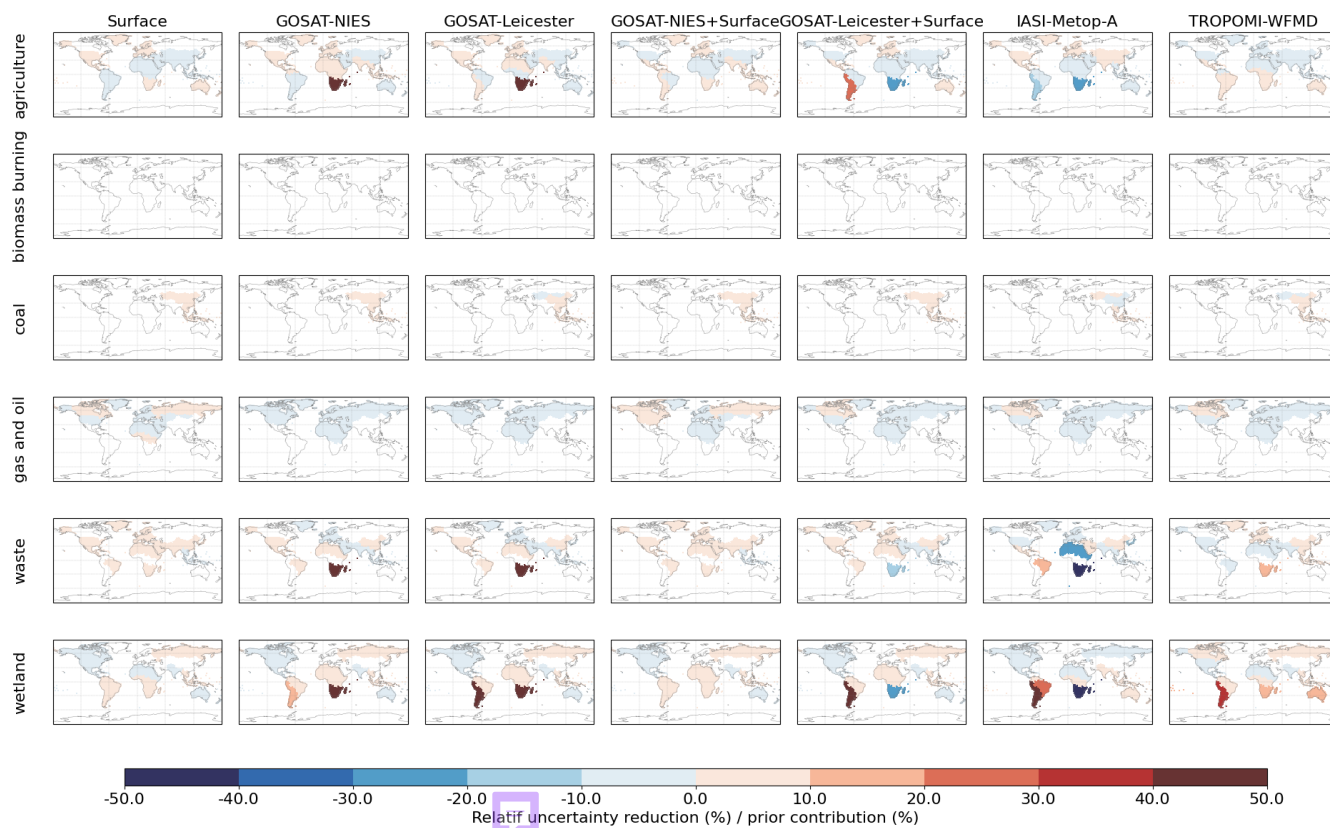 Surface GOSAT-NIES GOSAT-Leicester GOSAT-NIES+Surface GOSAT-Leicester+Surface IASI-Metop-A TROPOMI-WFMD
agriculture
biomass burning
coal
gas and oil
waste
wetland
-50.0 -40.0 -30.0 -20.0 -10.0 0.0 10.0 20.0 30.0 40.0 50.0
Relatif uncertainty reduction (%) / prior contribution (%)